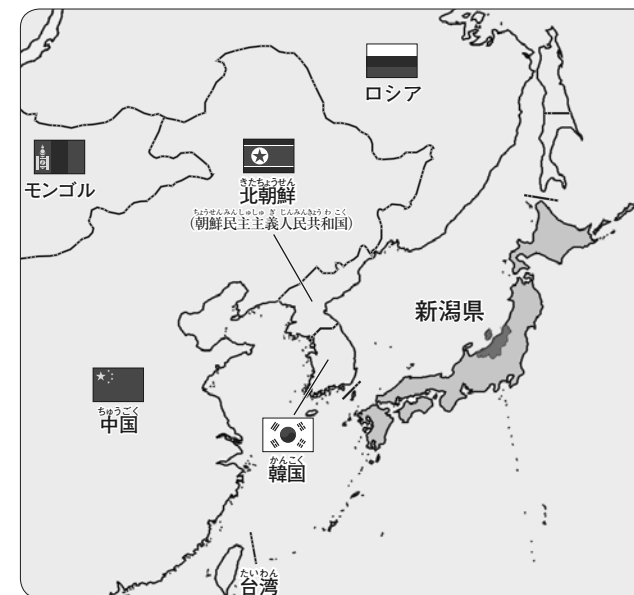 ロシア
モンゴル
きたちょうせん
北朝鮮
ちょうせんみんしゅしゅぎじんみんきょうわこく
(朝鮮民主主義人民共和国)
新潟県
ちゅうごく
中国
かんこく
韓国
たいわん
台湾